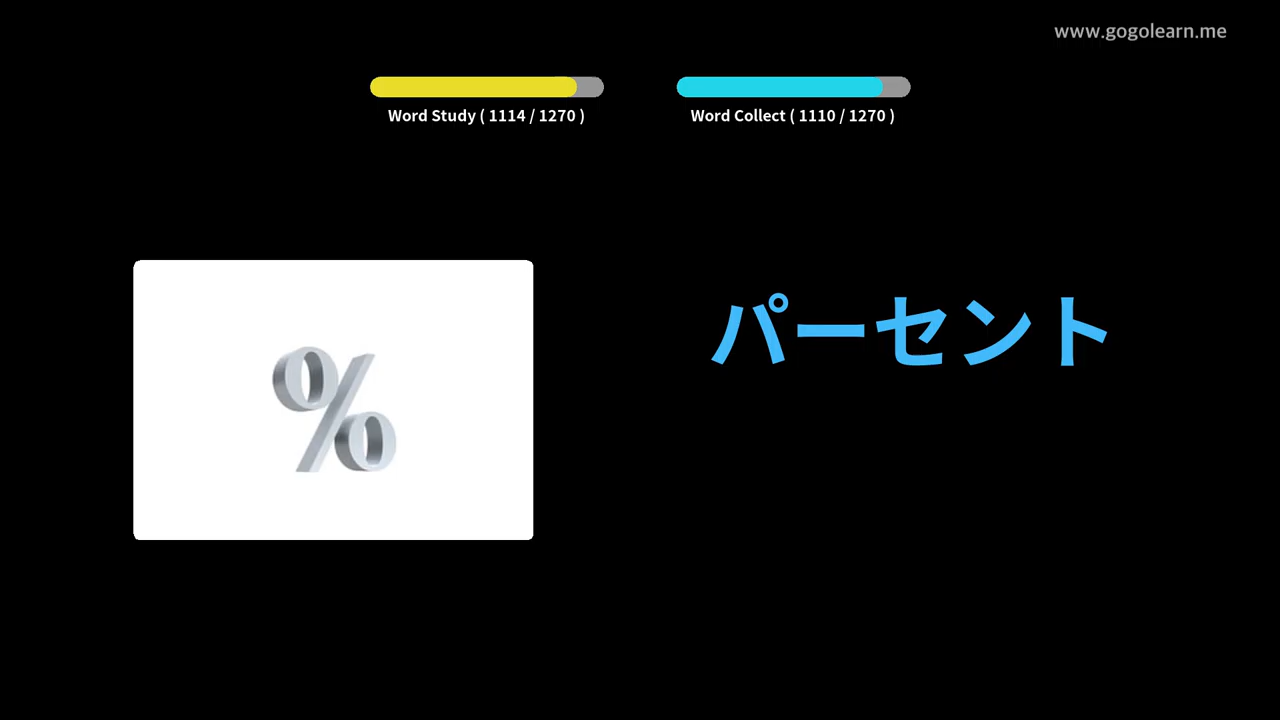 www.gogolearn.me
Word Study ( 1114 / 1270 )
Word Collect ( 1110 / 1270 )
%
パーセント